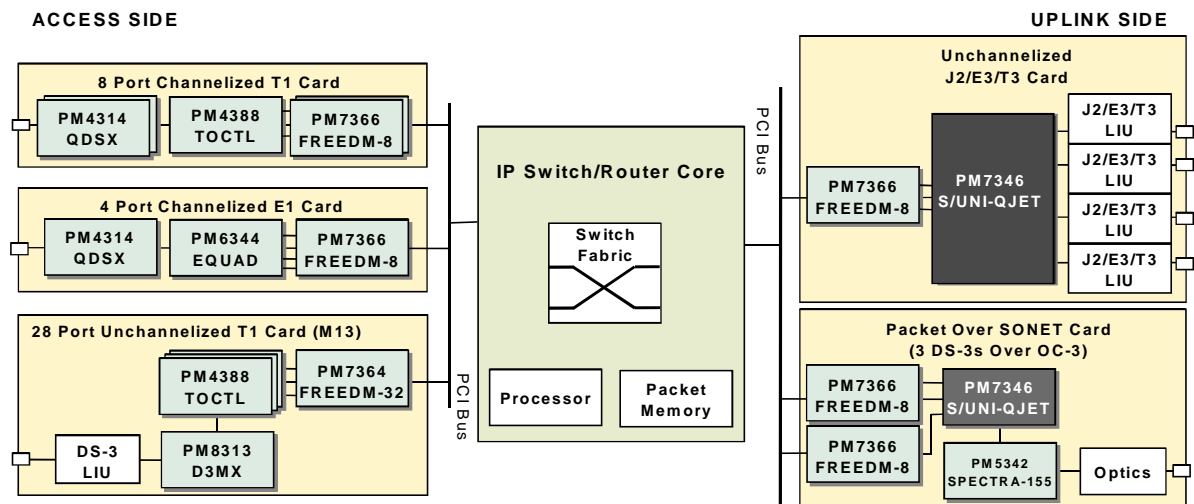 ACCESS SIDE
UPLINK SIDE
8 Port Channelized T1 Card
PM4314
QDSX
PM4388
TOCTL
PM7366
FREEDM-8
4 Port Channelized E1 Card
PM4314
QDSX
PM6344
EQUAD
PM7366
FREEDM-8
28 Port Unchannelized T1 Card (M13)
PM4388
TOCTL
PM7364
FREEDM-32
DS-3
LIU
PM8313
D3MX
PCI Bus
IP Switch/Router Core
Switch
Fabric
Processor
Packet
Memory
PCI Bus
Unchannelized
J2/E3/T3 Card
PM7366
FREEDM-8
PM7346
S/UNI-QJET
J2/E3/T3
LIU
J2/E3/T3
LIU
J2/E3/T3
LIU
J2/E3/T3
LIU
Packet Over SONET Card
(3 DS-3s Over OC-3)
PM7366
FREEDM-8
PM7366
FREEDM-8
PM7346
S/UNI-QJET
PM5342
SPECTRA-155
Optics